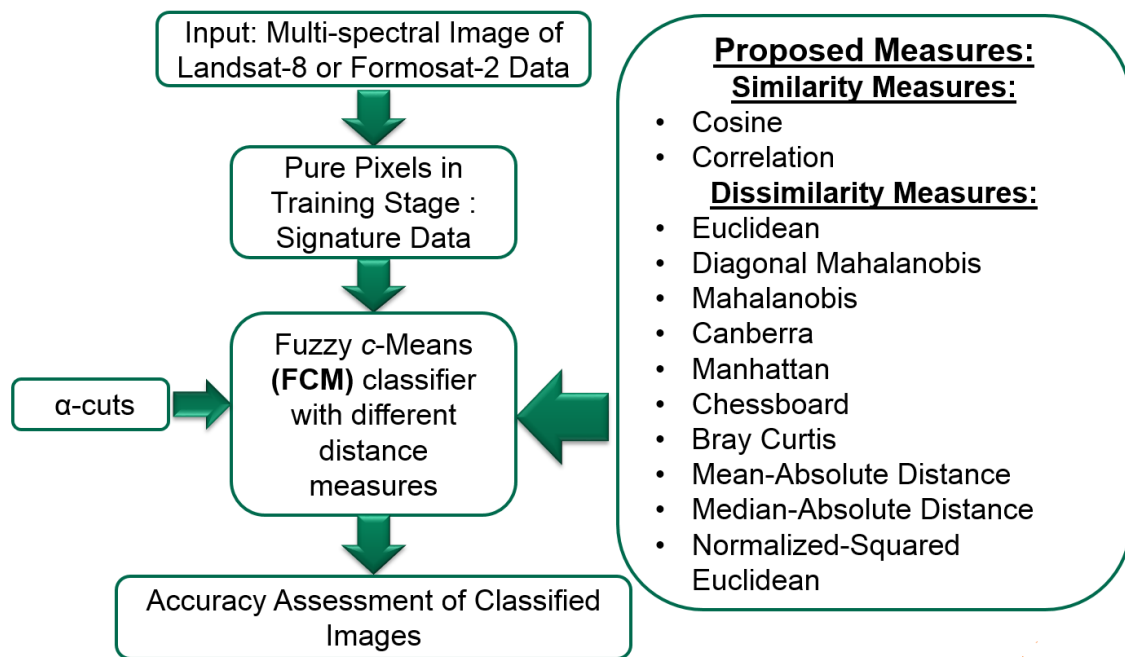 Input: Multi-spectral Image of
Landsat-8 or Formosat-2 Data
Pure Pixels in
Training Stage :
Signature Data
α-cuts
Fuzzy c-Means
(FCM) classifier
with different
distance
measures
Accuracy Assessment of Classified
Images
Proposed Measures:
Similarity Measures:
• Cosine
• Correlation
Dissimilarity Measures:
• Euclidean
• Diagonal Mahalanobis
• Mahalanobis
• Canberra
• Manhattan
• Chessboard
• Bray Curtis
• Mean-Absolute Distance
• Median-Absolute Distance
• Normalized-Squared
Euclidean